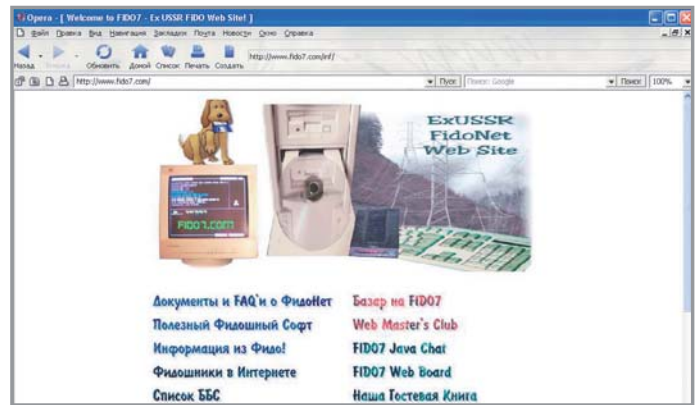 Opera - [ Welcome to FIDO7 - Ex USSR FIDO Web Site! ]
Файл Правка Вид Навигация Закладки Почта Новости Окно Справка
Назад Обновить Домой Список Печать Создать http://www.fido7.com/inf/
http://www.fido7.com/ Пуск Поиск: Google Поиск 100%
ExUSSR
FidoNet
Web Site
FIDO7.COM
Документы и FAQ'и о ФидоНет
Базар на FIDO7
Полезный Фидошный Софт
Web Master's Club
Информация из Фидо!
FIDO7 Java Chat
Фидошники в Интернете
FIDO7 Web Board
Список ББС
Наша Гостевая Книга